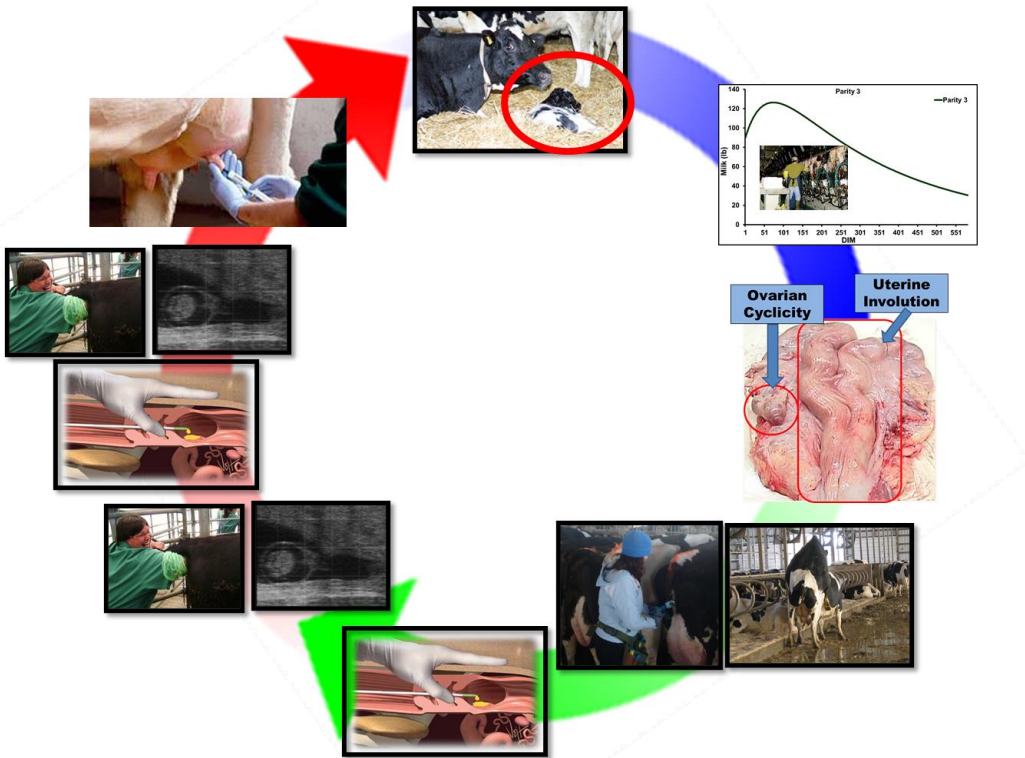 Parity 3
Parity 3
Milk (lb)
140
120
100
80
60
40
20
0
1 51 101 151 201 251 301 351 401 451 501 551
DIM
Ovarian
Cyclicity
Uterine
Involution